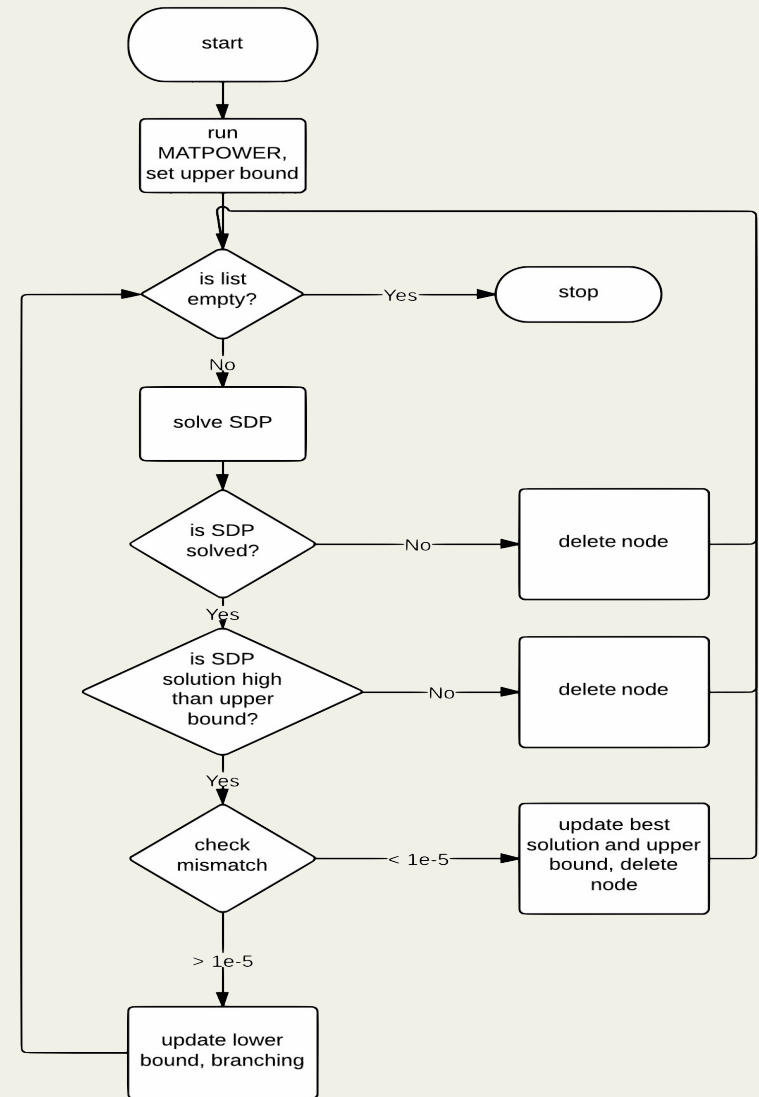 start
run
MATPOWER,
set upper bound
is list
empty?
Yes
stop
No
solve SDP
is SDP
solved?
No
delete node
Yes
is SDP
solution high
than upper
bound?
No
delete node
Yes
check
mismatch
< 1e-5
update best
solution and upper
bound, delete
node
> 1e-5
update lower
bound, branching